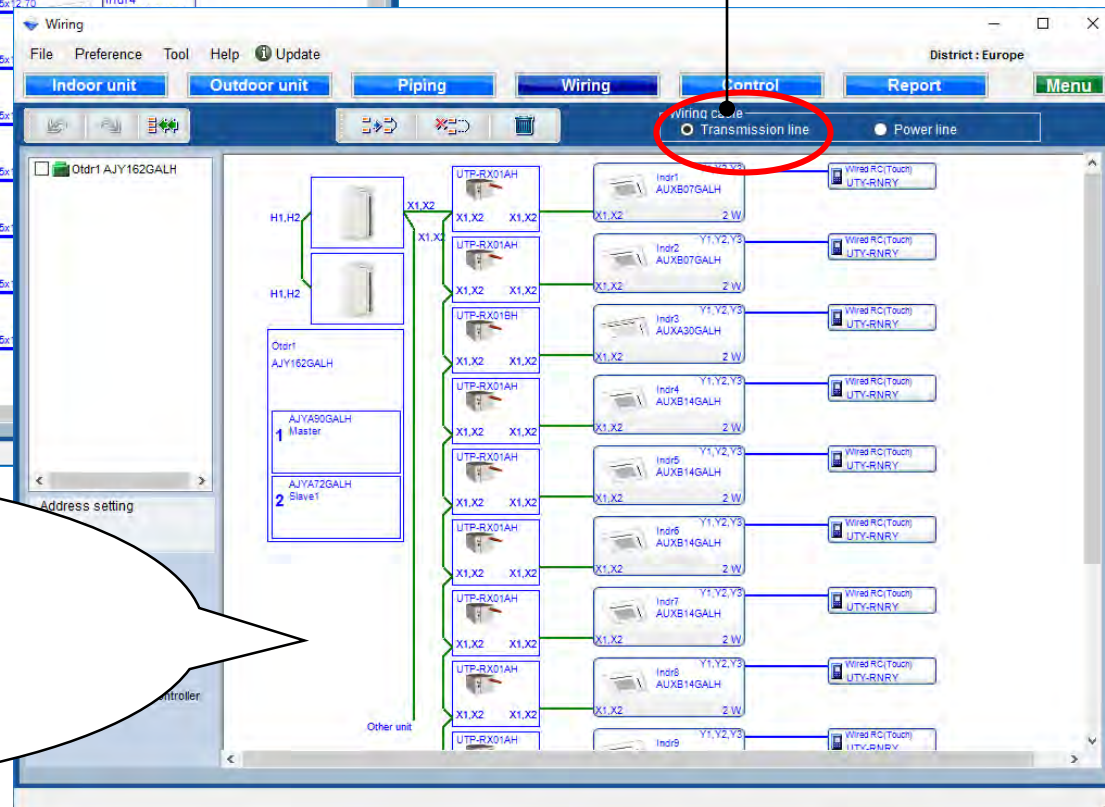 Wiring
File Preference Tool Help Update District : Europe
Indoor unit Outdoor unit Piping Wiring Control Report Menu
Wiring cable
Transmission line Power line
Otdr1 AJY162GALH
Address setting
H1,H2
H1,H2
X1,X2
Otdr1
AJY162GALH
AJYA90GALH
1 Master
AJYA72GALH
2 Slave1
Other unit
UTP-RX01AH
X1,X2 X1,X2
Indr1
AUXB07GALH
X1,X2 2 W
Wired RC(Touch)
UTY-RNRY
UTP-RX01AH
X1,X2 X1,X2
Y1,Y2,Y3
Indr2
AUXB07GALH
X1,X2 2 W
Wired RC(Touch)
UTY-RNRY
UTP-RX01BH
X1,X2 X1,X2
Y1,Y2,Y3
Indr3
AUXA30GALH
X1,X2 2 W
Wired RC(Touch)
UTY-RNRY
UTP-RX01AH
X1,X2 X1,X2
Y1,Y2,Y3
Indr4
AUXB14GALH
X1,X2 2 W
Wired RC(Touch)
UTY-RNRY
UTP-RX01AH
X1,X2 X1,X2
Y1,Y2,Y3
Indr5
AUXB14GALH
X1,X2 2 W
Wired RC(Touch)
UTY-RNRY
UTP-RX01AH
X1,X2 X1,X2
Y1,Y2,Y3
Indr6
AUXB14GALH
X1,X2 2 W
Wired RC(Touch)
UTY-RNRY
UTP-RX01AH
X1,X2 X1,X2
Y1,Y2,Y3
Indr7
AUXB14GALH
X1,X2 2 W
Wired RC(Touch)
UTY-RNRY
UTP-RX01AH
X1,X2 X1,X2
Y1,Y2,Y3
Indr8
AUXB14GALH
X1,X2 2 W
Wired RC(Touch)
UTY-RNRY
UTP-RX01AH
Y1,Y2,Y3
Indr9
Wired RC(Touch)
UTY-RNRY